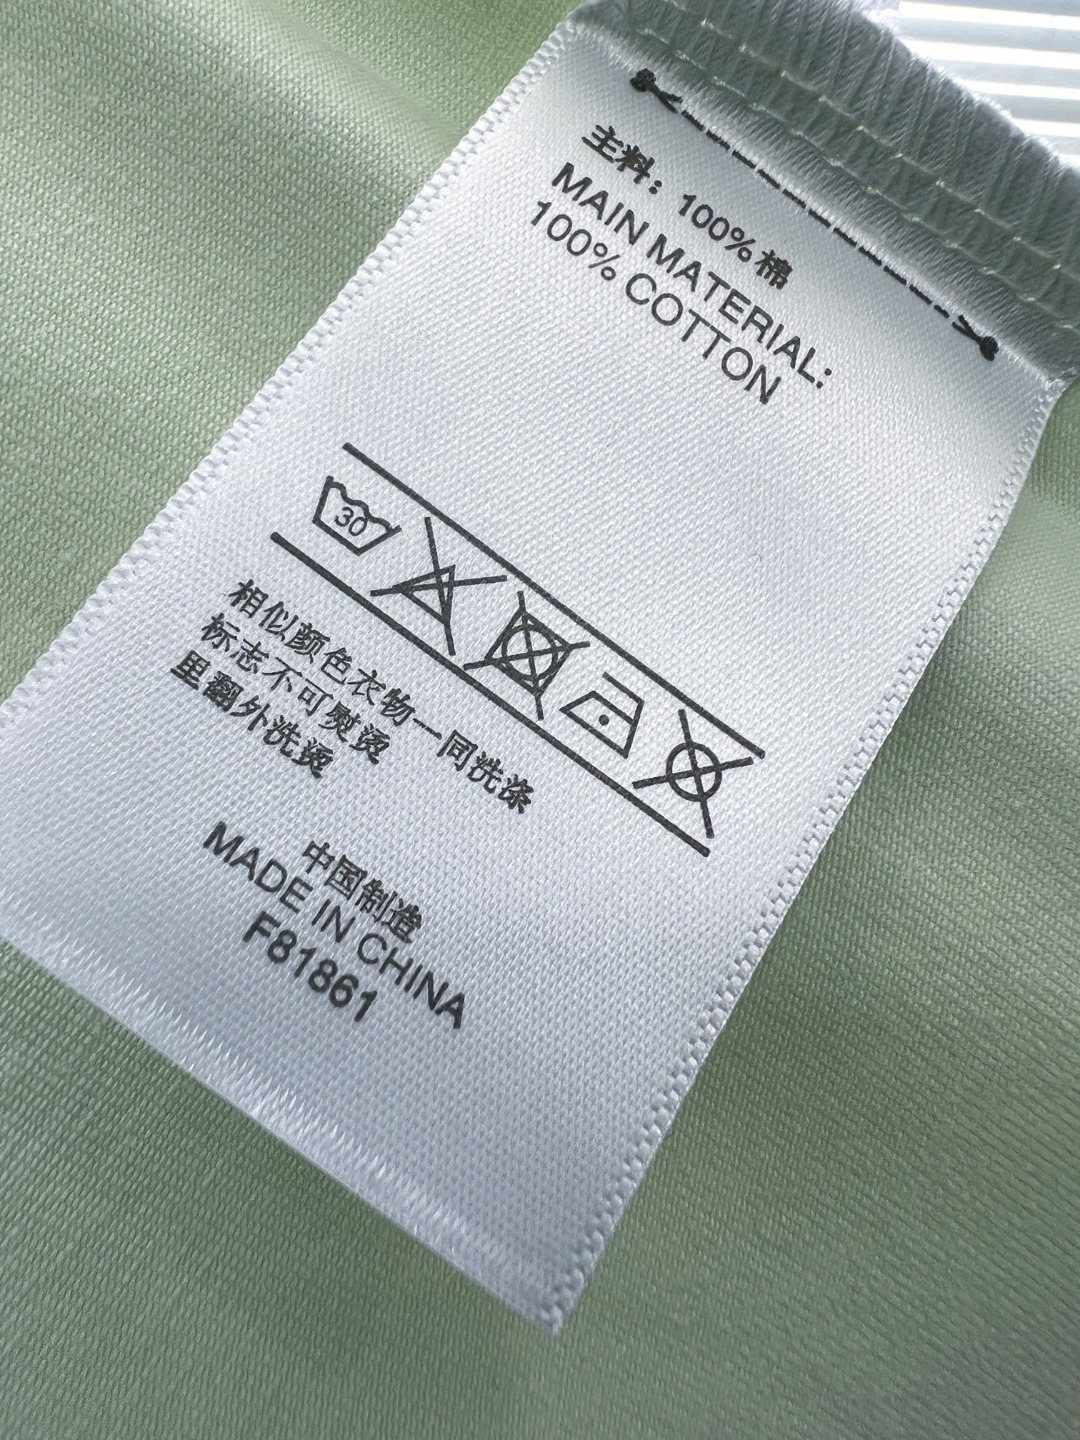 主料：100%棉
MAIN MATERIAL:
100% COTTON
30
相似颜色衣物一同洗涤
标志不可熨烫
里翻外洗烫
中国制造
MADE IN CHINA
F81861